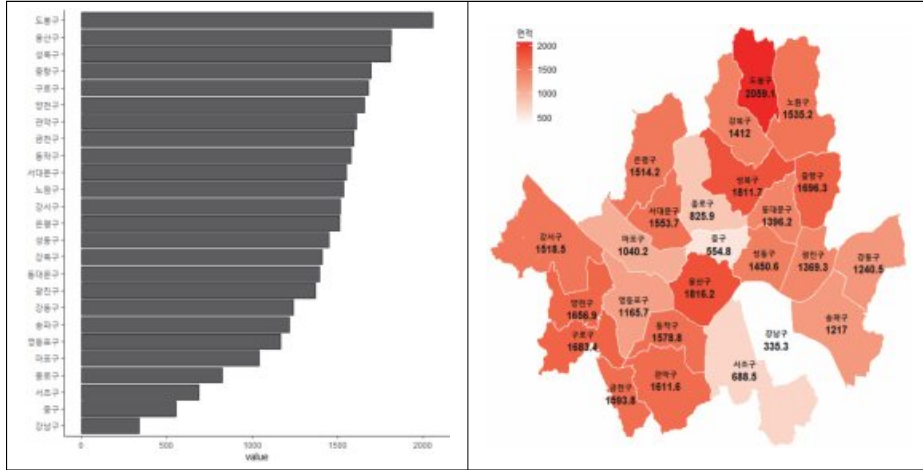 도봉구
용산구
성북구
중랑구
구로구
양천구
관악구
금천구
동작구
서대문구
노원구
강서구
은평구
성동구
강북구
동대문구
광진구
강동구
송파구
영등포구
마포구
종로구
서초구
중구
강남구
0 500 1000 1500 2000
value
면적
2000
1500
1000
500
도봉구
2059.1
노원구
1535.2
강북구
1412
은평구
1514.2
성북구
1811.7
중랑구
1696.3
종로구
825.9
서대문구
1553.7
동대문구
1396.2
강서구
1518.5
마포구
1040.2
중구
554.8
성동구
1450.6
광진구
1369.3
강동구
1240.5
용산구
1816.2
양천구
1656.9
영등포구
1165.7
송파구
1217
구로구
1683.4
동작구
1578.8
강남구
335.3
서초구
688.5
관악구
1611.6
금천구
1593.8